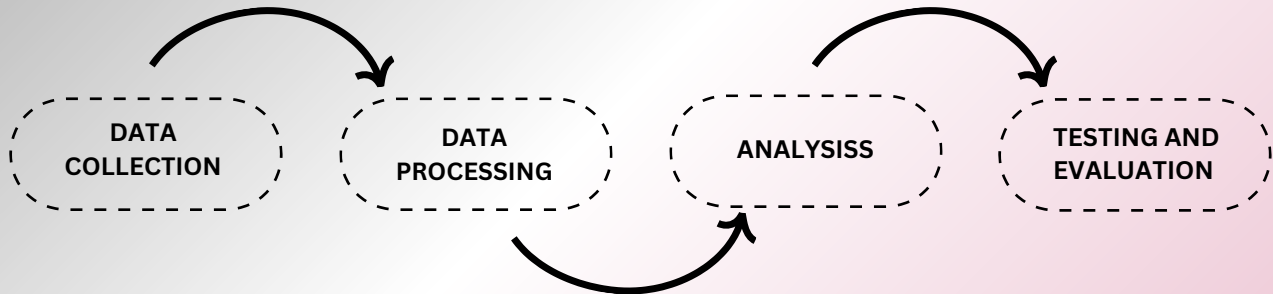 DATA
COLLECTION
DATA
PROCESSING
ANALYSISS
TESTING AND
EVALUATION